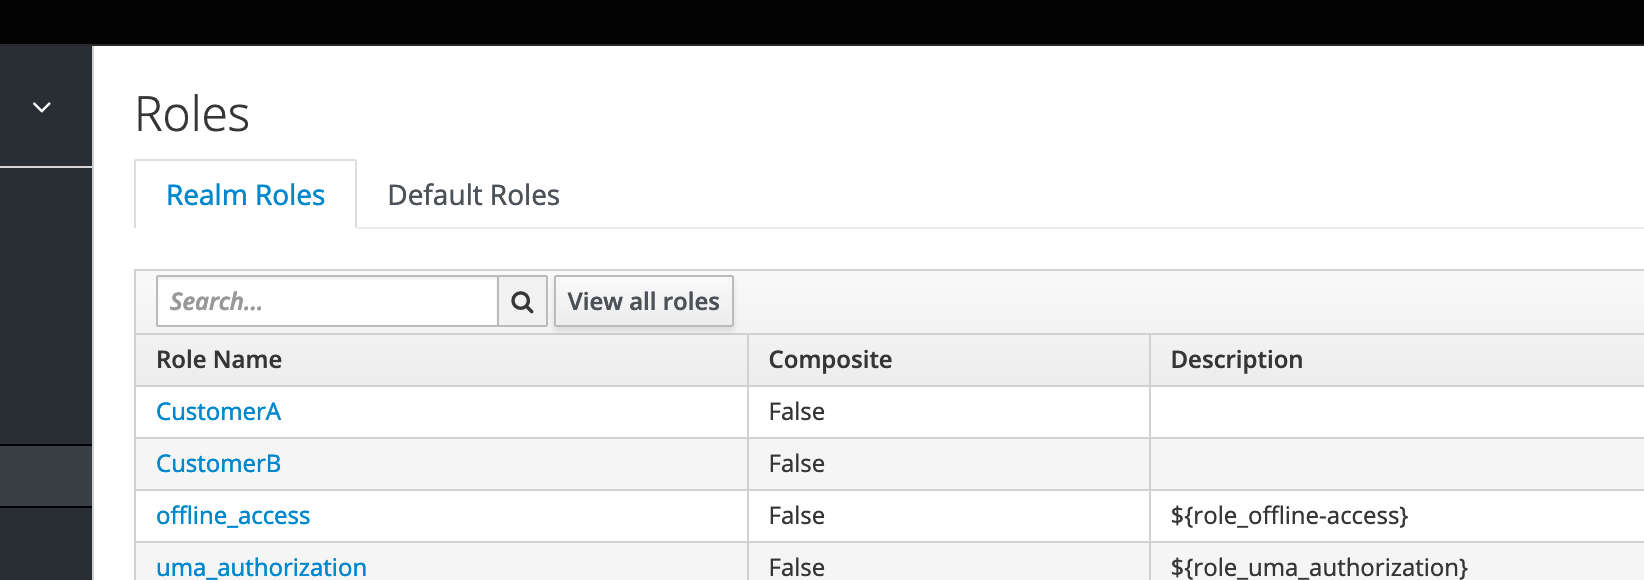 Roles
Realm Roles Default Roles
Search... View all roles
Role Name Composite Description
CustomerA False
CustomerB False
offline_access False ${role_offline-access}
uma_authorization False ${role_uma_authorization}